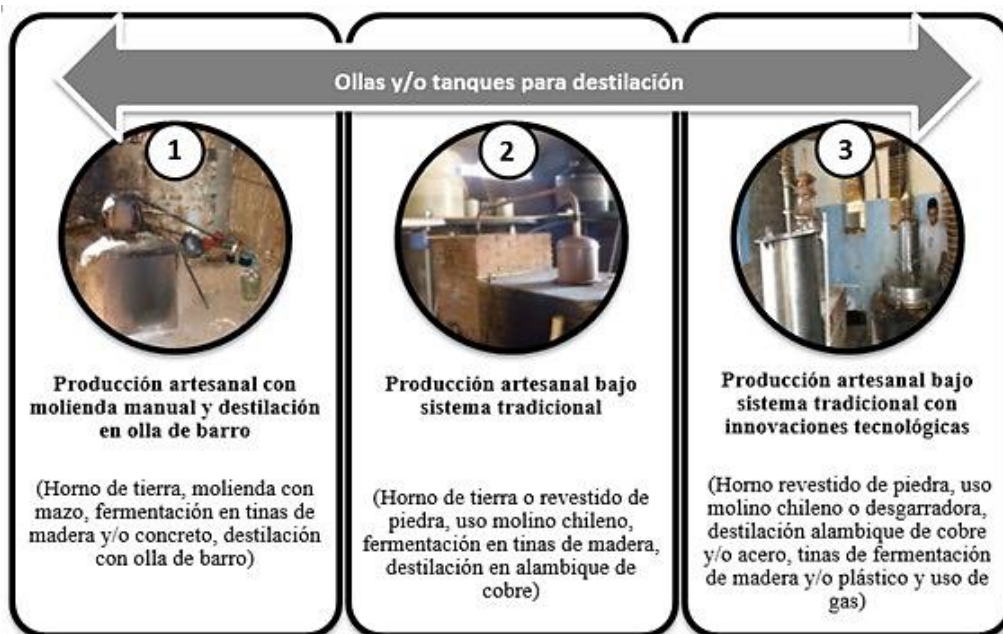 Ollas y/o tanques para destilación
1
Producción artesanal con
molienda manual y destilación
en olla de barro
(Horno de tierra, molienda con
mazo, fermentación en tinas de
madera y/o concreto, destilación
con olla de barro)
2
Producción artesanal bajo
sistema tradicional
(Horno de tierra o revestido de
piedra, uso molino chileno,
fermentación en tinas de madera,
destilación en alambique de
cobre)
3
Producción artesanal bajo
sistema tradicional con
innovaciones tecnológicas
(Horno revestido de piedra, uso
molino chileno o desgarradora,
destilación alambique de cobre
y/o acero, tinas de fermentación
de madera y/o plástico y uso de
gas)